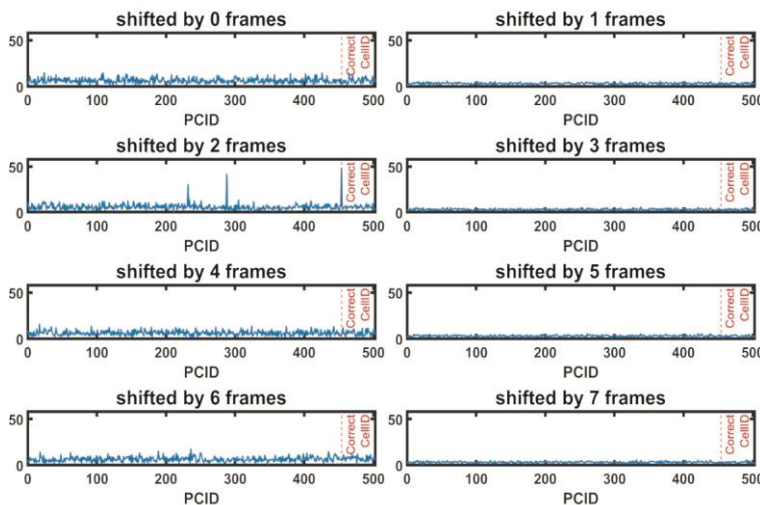 shifted by 0 frames
50
0
0 100 200 300 400 500
PCID
Correct
CellID
shifted by 1 frames
50
0
0 100 200 300 400 500
PCID
Correct
CellID
shifted by 2 frames
50
0
0 100 200 300 400 500
PCID
Correct
CellID
shifted by 3 frames
50
0
0 100 200 300 400 500
PCID
Correct
CellID
shifted by 4 frames
50
0
0 100 200 300 400 500
PCID
Correct
CellID
shifted by 5 frames
50
0
0 100 200 300 400 500
PCID
Correct
CellID
shifted by 6 frames
50
0
0 100 200 300 400 500
PCID
Correct
CellID
shifted by 7 frames
50
0
0 100 200 300 400 500
PCID
Correct
CellID